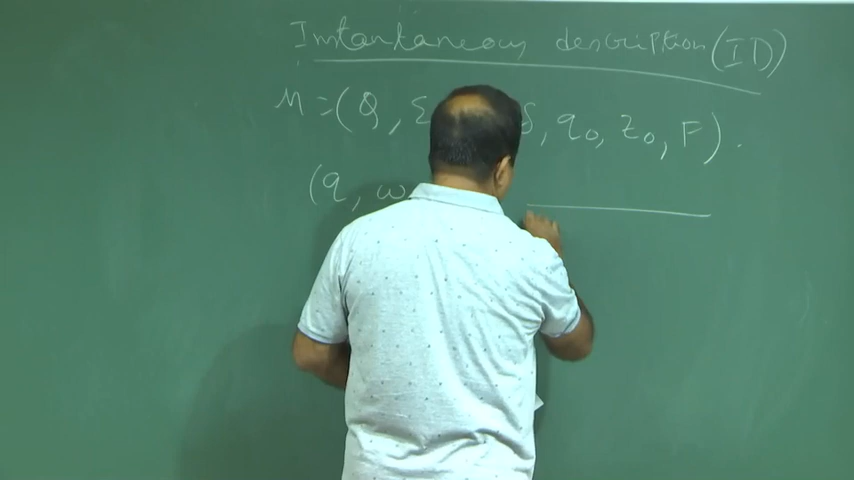 Instantaneous description (ID)
M = (Q, Σ δ, q₀, z₀, F).
(q, w